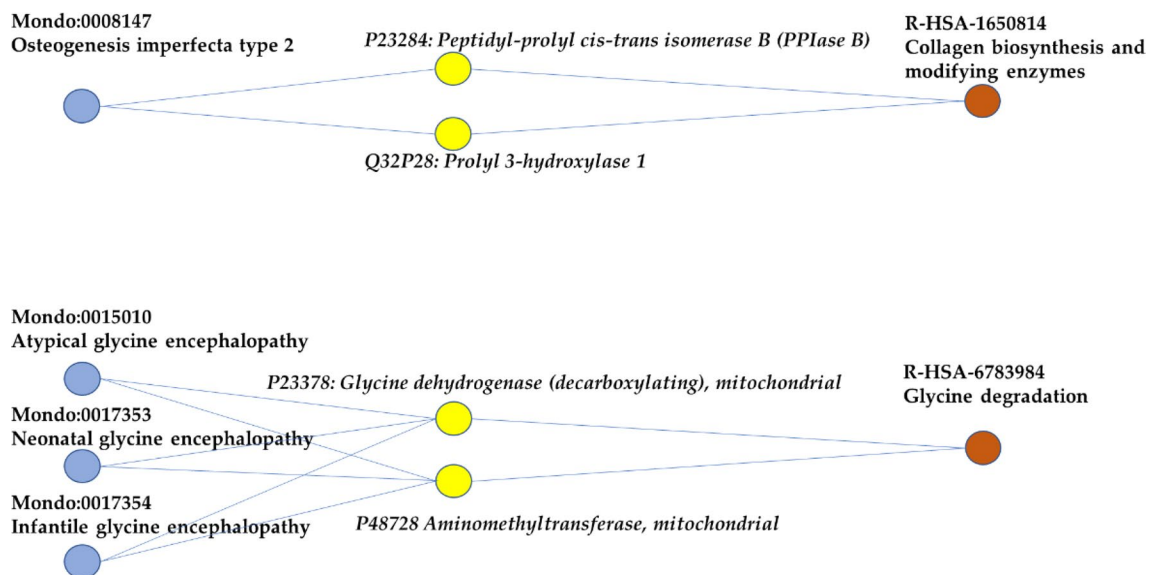 Mondo:0008147
Osteogenesis imperfecta type 2
P23284: Peptidyl-prolyl cis-trans isomerase B (PPIase B)
Q32P28: Prolyl 3-hydroxylase 1
R-HSA-1650814
Collagen biosynthesis and
modifying enzymes
Mondo:0015010
Atypical glycine encephalopathy
Mondo:0017353
Neonatal glycine encephalopathy
Mondo:0017354
Infantile glycine encephalopathy
P23378: Glycine dehydrogenase (decarboxylating), mitochondrial
P48728 Aminomethyltransferase, mitochondrial
R-HSA-6783984
Glycine degradation